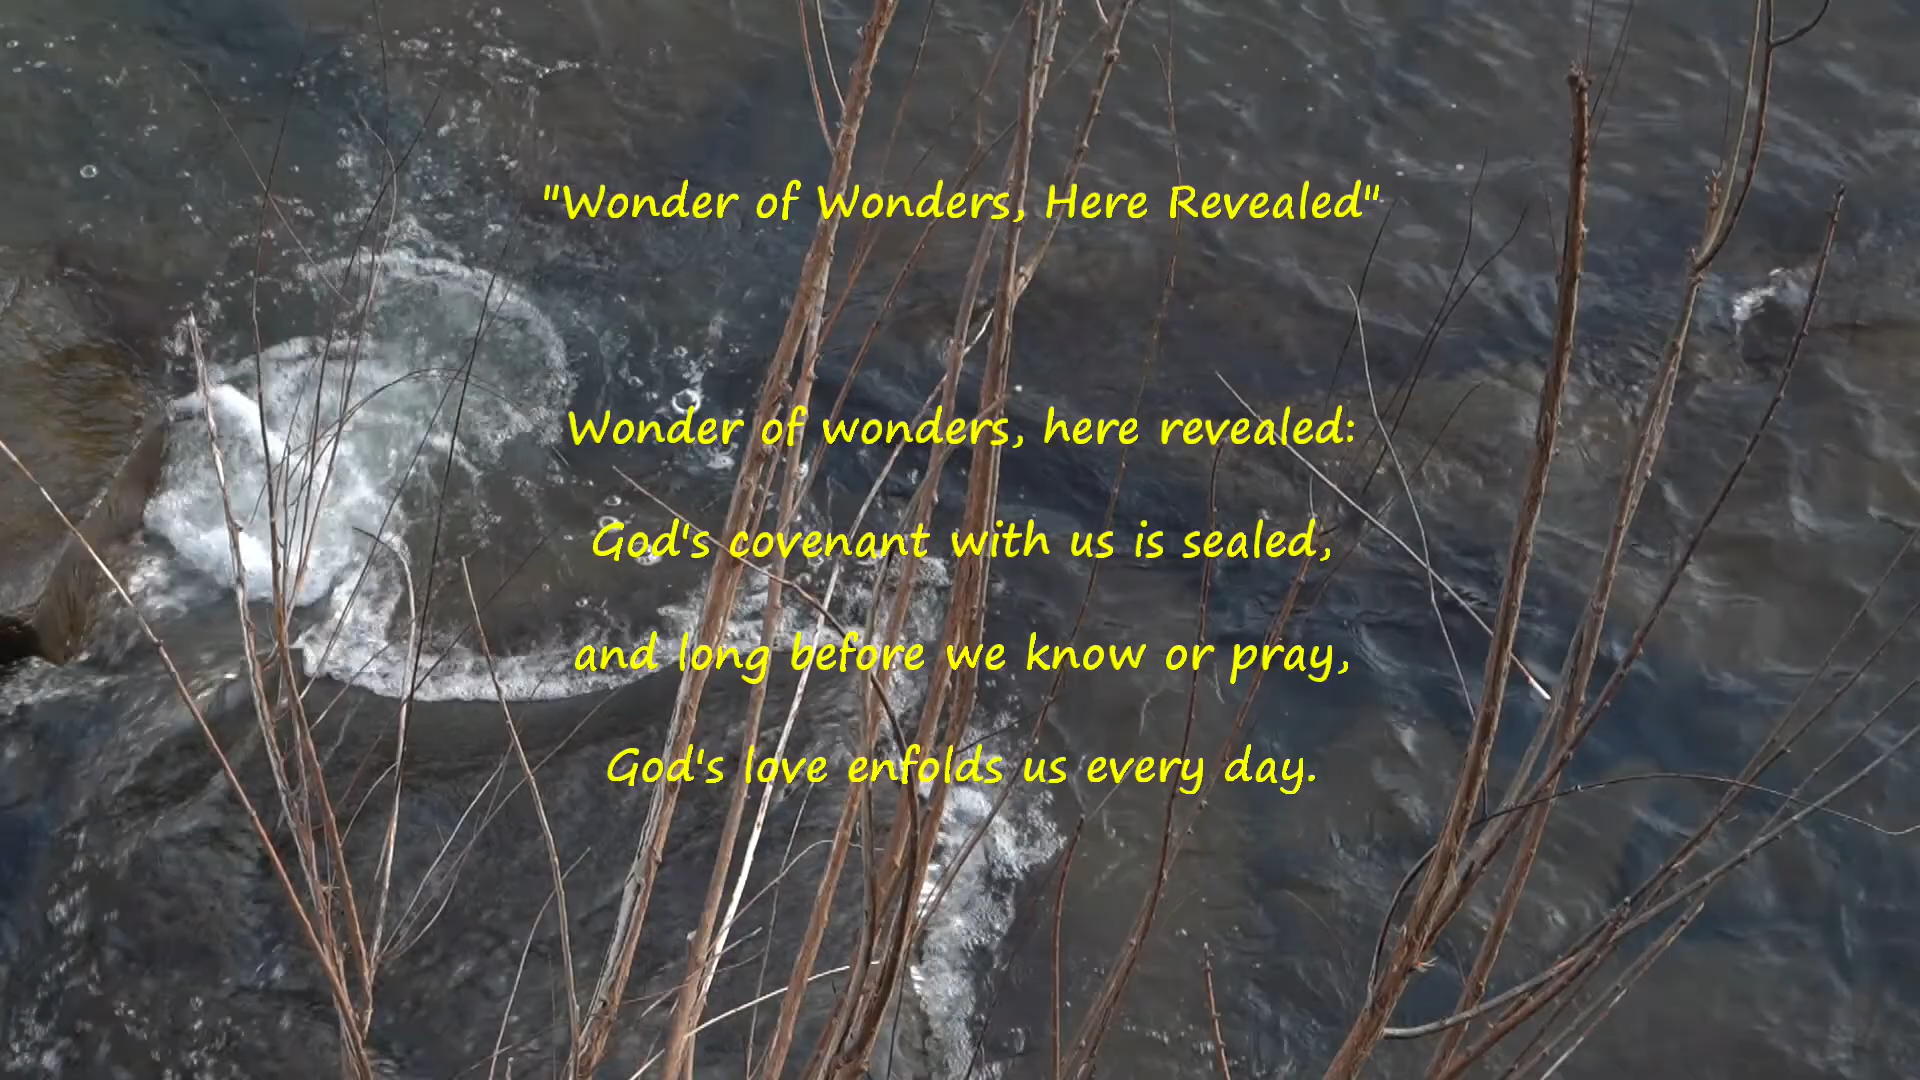 "Wonder of Wonders, Here Revealed"
Wonder of wonders, here revealed:
God's covenant with us is sealed,
and long before we know or pray,
God's love enfolds us every day.